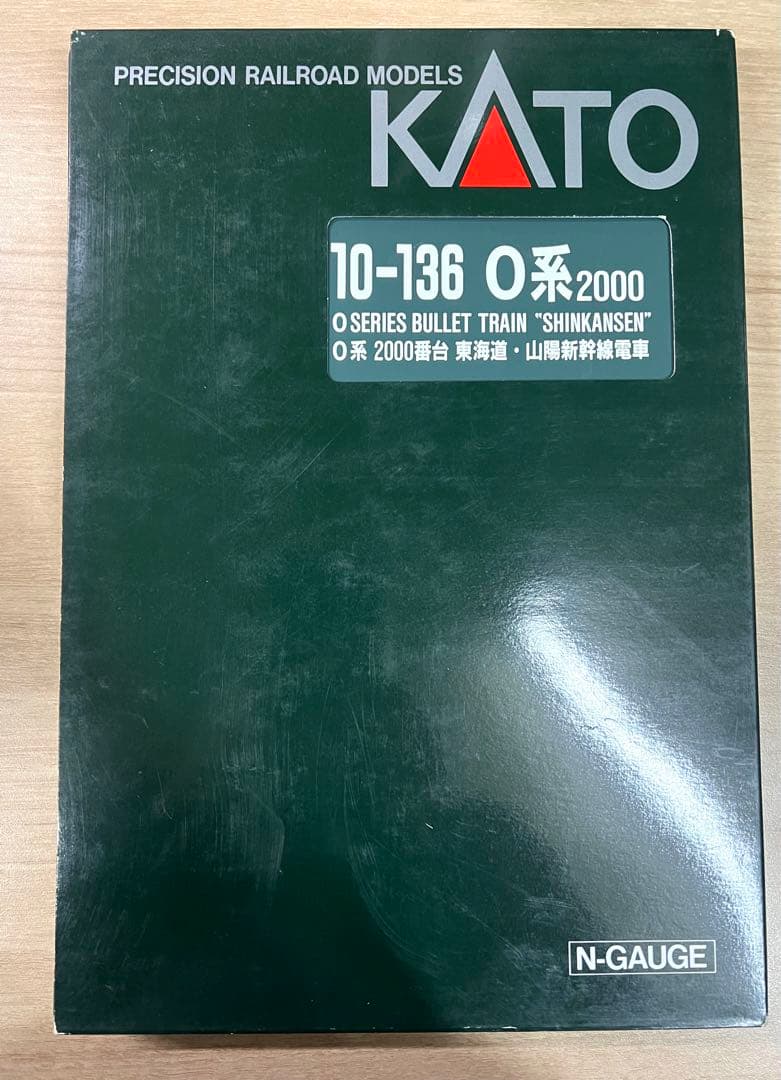 PRECISION RAILROAD MODELS
KATO
10-136 0系2000
0 SERIES BULLET TRAIN “SHINKANSEN”
0系 2000番台 東海道・山陽新幹線電車
N-GAUGE